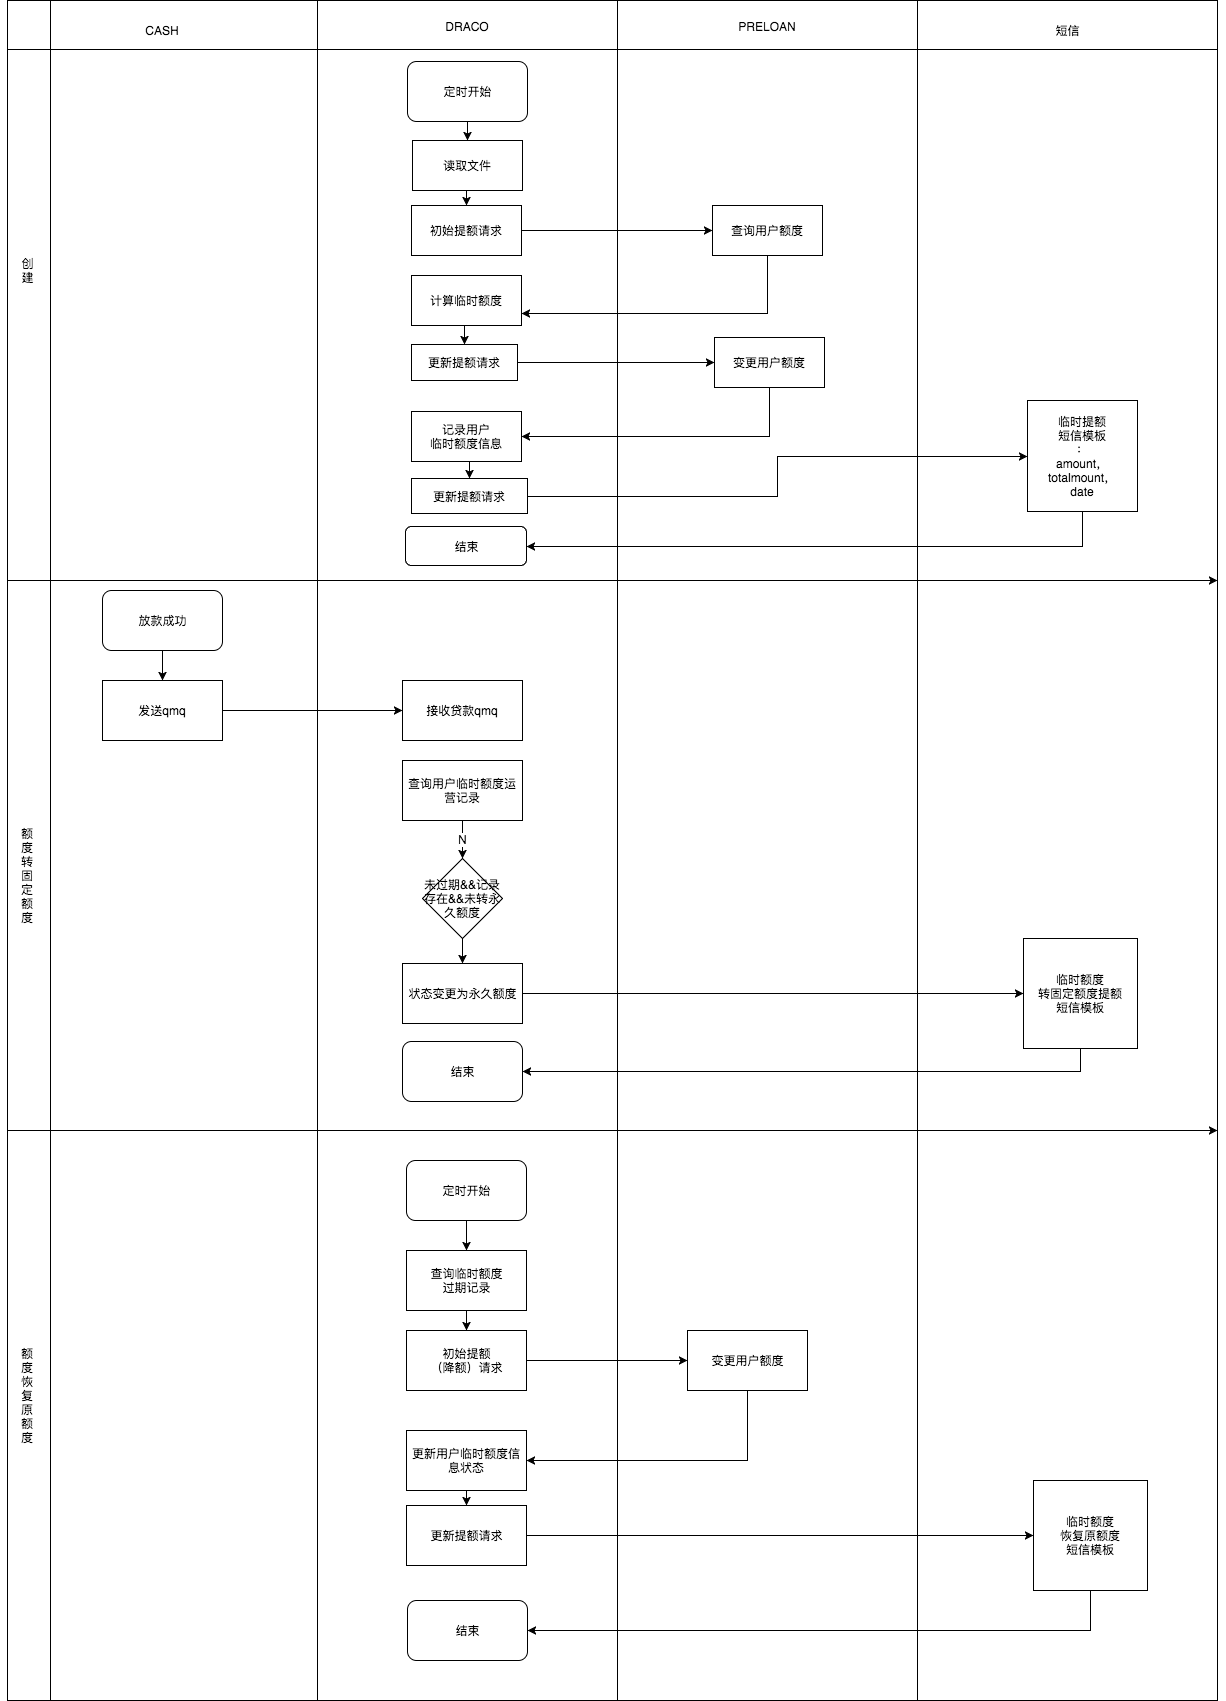 CASH
DRACO
PRELOAN
短信
创
建
定时开始
读取文件
初始提额请求
查询用户额度
计算临时额度
更新提额请求
变更用户额度
记录用户
临时额度信息
更新提额请求
临时提额
短信模板
：
amount,
totalmount,
date
结束
额
度
转
固
定
额
度
放款成功
发送qmq
接收贷款qmq
查询用户临时额度运
营记录
N
未过期&&记录
存在&&未转永
久额度
状态变更为永久额度
临时额度
转固定额度提额
短信模板
结束
额
度
恢
复
原
额
度
定时开始
查询临时额度
过期记录
初始提额
（降额）请求
变更用户额度
更新用户临时额度信
息状态
更新提额请求
临时额度
恢复原额度
短信模板
结束